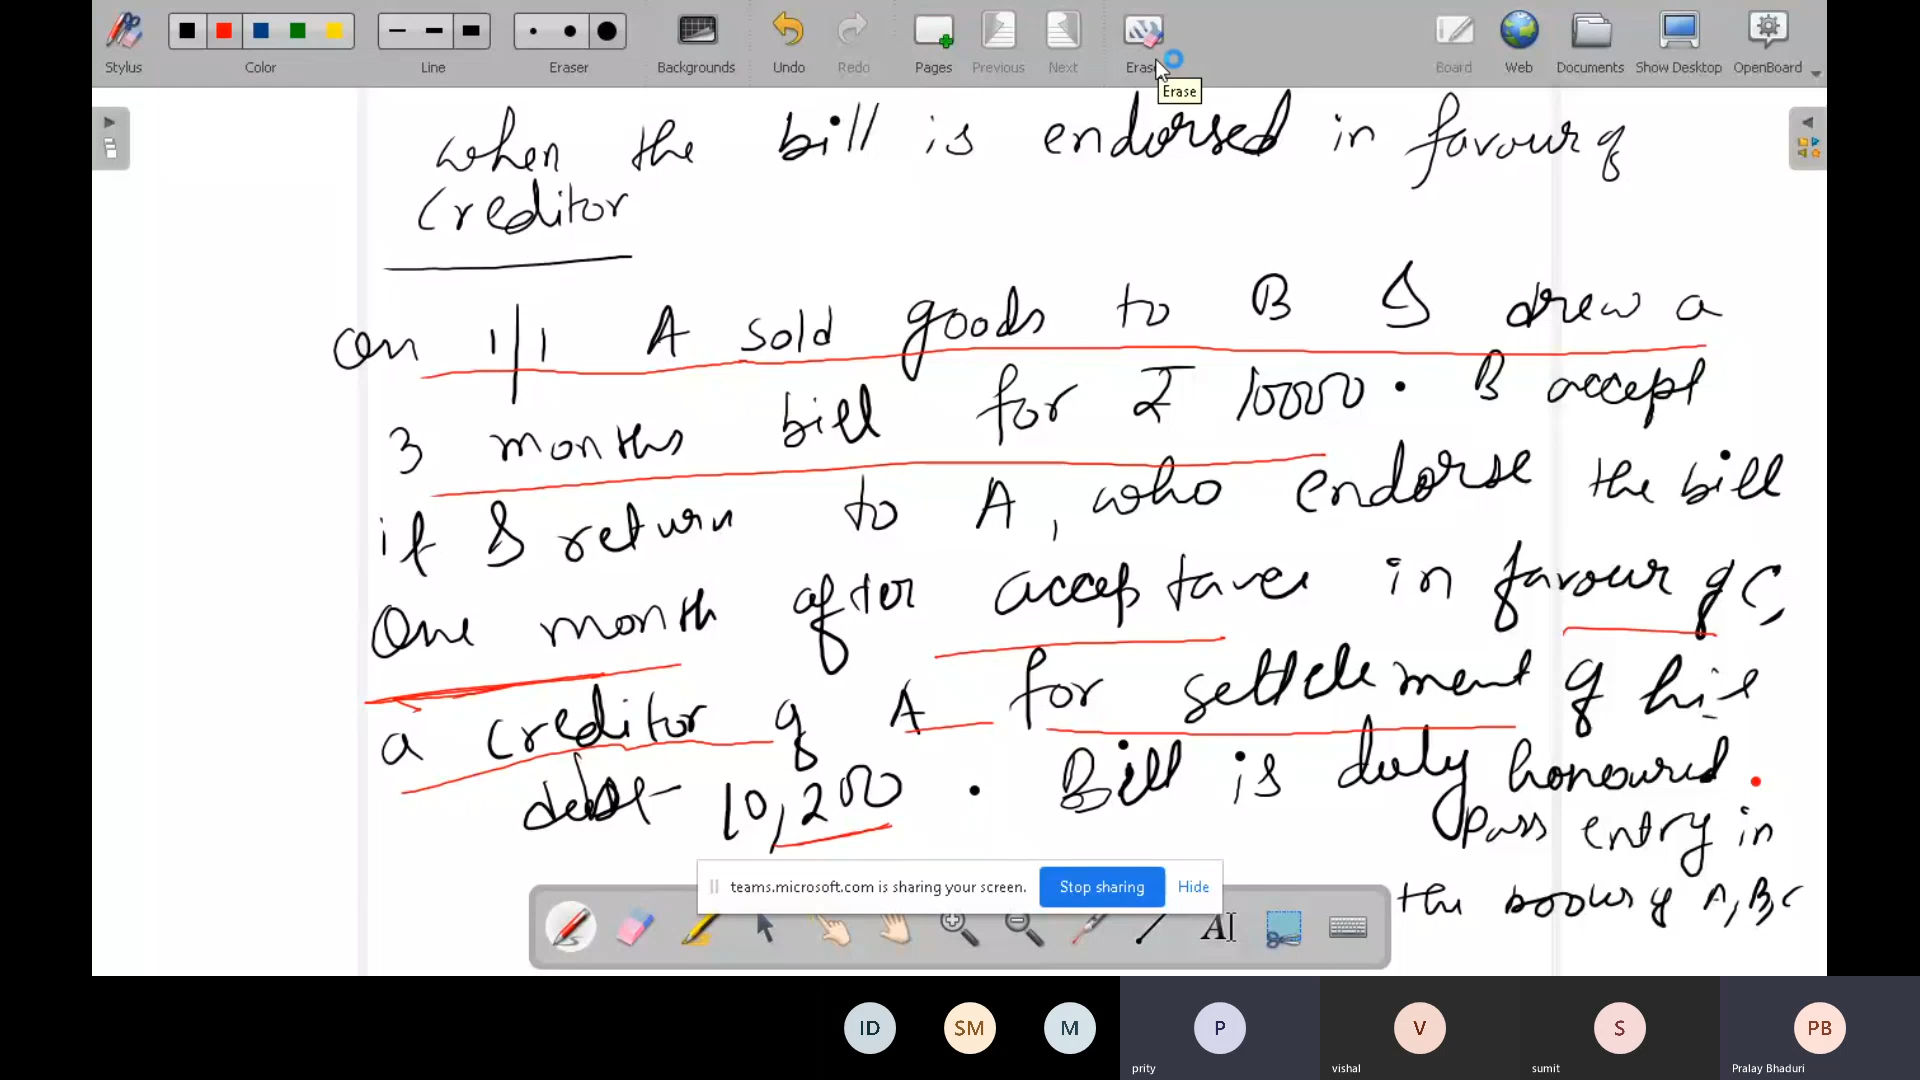 Stylus Color Line Eraser Backgrounds Undo Redo Pages Previous Next Erase Board Web Documents Show Desktop OpenBoard
Erase
when the bill is endorsed in favour of
Creditor
On 1/1 A sold goods to B & drew a
3 months bill for ₹ 10000. B accept
it & return to A, who endorse the bill
One month after acceptance in favour of C,
a creditor of A for settlement of his
debt 10,200. Bill is duly honoured.
Pass entry in
the books of A, B, C
teams.microsoft.com is sharing your screen. Stop sharing Hide
AI
ID SM M P V S PB
prity vishal sumit Pralay Bhaduri